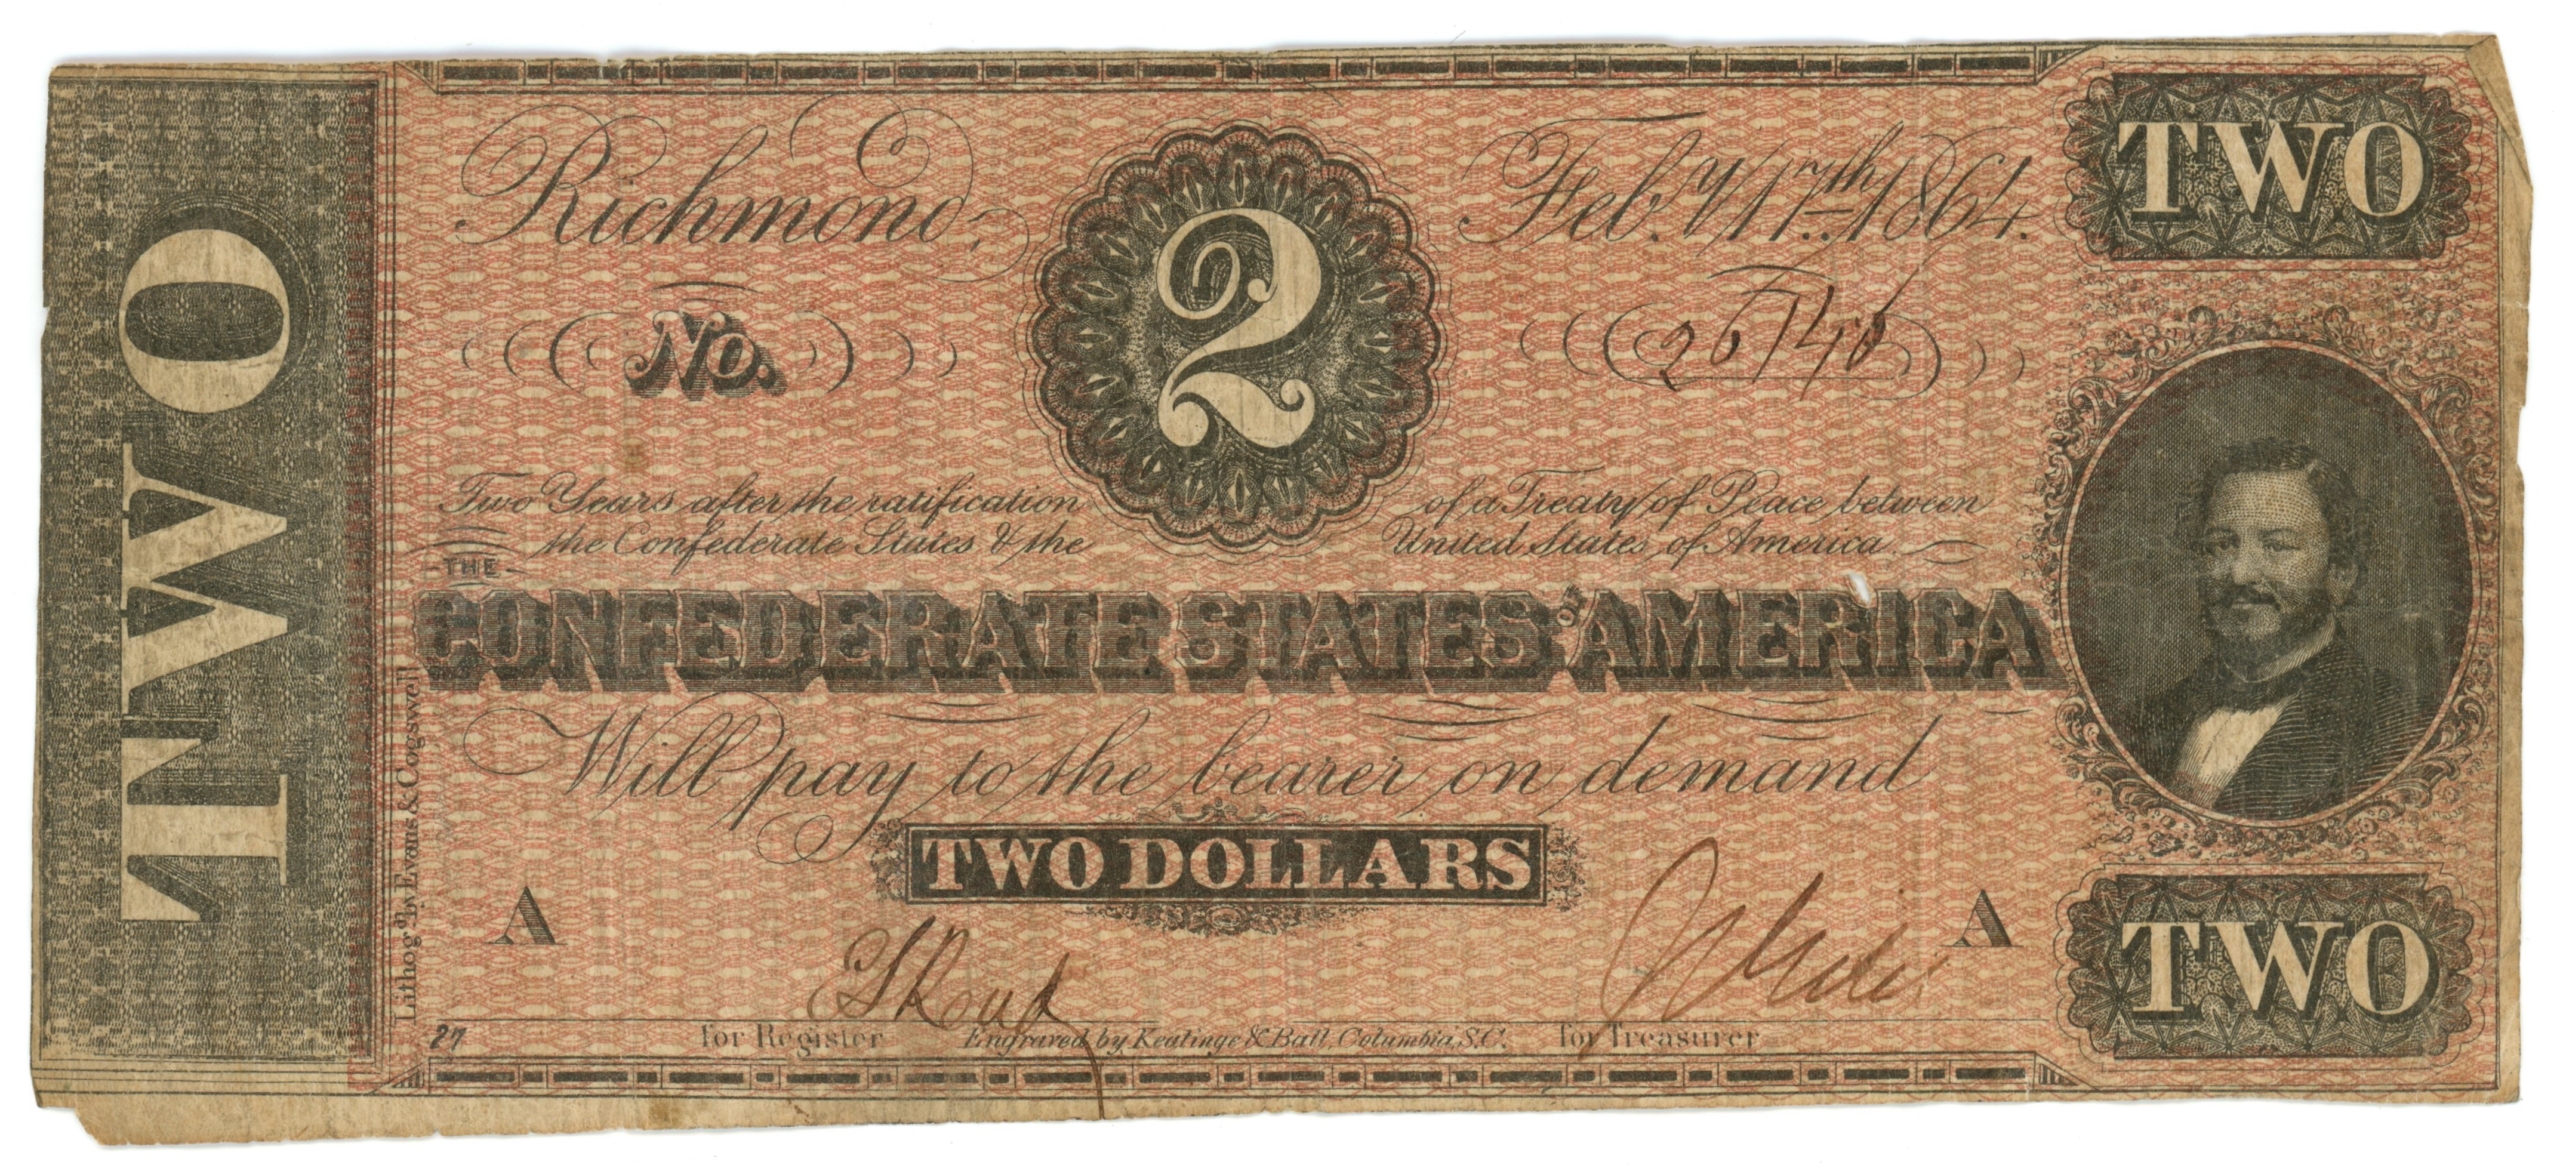 TWO
Richmond,
2
Feb.y 17th 1864.
TWO
No.
Two Years after the ratification of a Treaty of Peace between
the Confederate States & the United States of America
THE
CONFEDERATE STATES OF AMERICA
Will pay to the bearer on demand
TWO DOLLARS
A
A
TWO
27
for Register
Engraved by Keatinge & Ball, Columbia, S.C.
for Treasurer
Lithogd by Evans & Cogswell